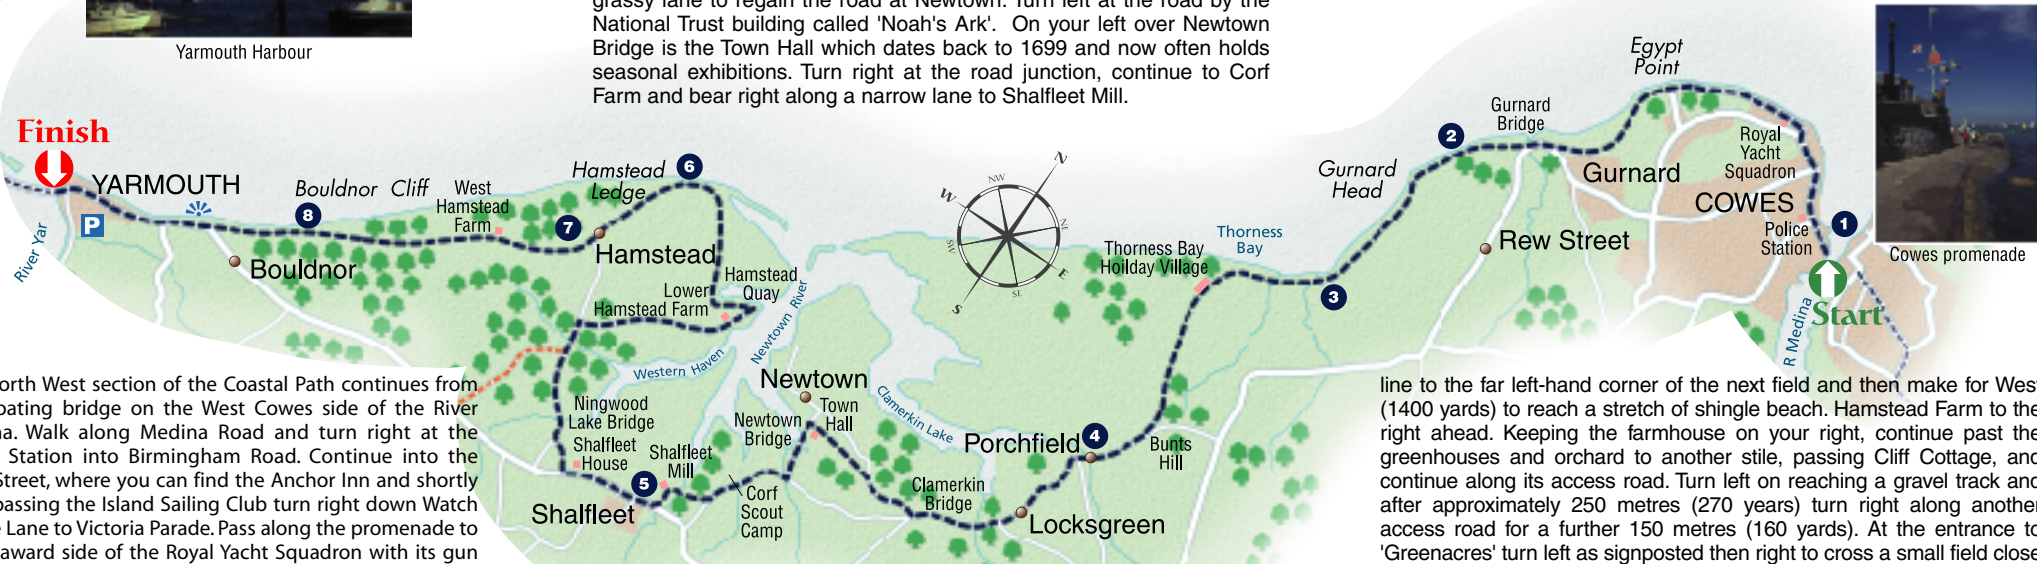 Yarmouth Harbour
grassy lane to regain the road at Newtown. Turn left at the road by the
National Trust building called 'Noah's Ark'. On your left over Newtown
Bridge is the Town Hall which dates back to 1699 and now often holds
seasonal exhibitions. Turn right at the road junction, continue to Corf
Farm and bear right along a narrow lane to Shalfleet Mill.
Finish
YARMOUTH
P
River Yar
Bouldnor Cliff
8
Bouldnor
West
Hamstead
Farm
7
Hamstead
Ledge
6
Hamstead
Lower
Hamstead Farm
Hamstead
Quay
Newtown River
Western Haven
Ningwood
Lake Bridge
Shalfleet
House
Shalfleet
Mill
5
Shalfleet
Newtown
Newtown
Bridge
Town
Hall
Corf
Scout
Camp
Clamerkin Lake
Clamerkin
Bridge
Porchfield
4
Locksgreen
Bunts
Hill
N
NE
E
SE
S
SW
W
NW
Thorness Bay
Hoilday Village
Thorness
Bay
3
Gurnard
Head
2
Gurnard
Bridge
Egypt
Point
Gurnard
Rew Street
Royal
Yacht
Squadron
COWES
Police
Station
1
Start
R Medina
Cowes promenade
orth West section of the Coastal Path continues from
oating bridge on the West Cowes side of the River
na. Walk along Medina Road and turn right at the
Station into Birmingham Road. Continue into the
Street, where you can find the Anchor Inn and shortly
passing the Island Sailing Club turn right down Watch
e Lane to Victoria Parade. Pass along the promenade to
award side of the Royal Yacht Squadron with its gun
line to the far left-hand corner of the next field and then make for West
(1400 yards) to reach a stretch of shingle beach. Hamstead Farm to the
right ahead. Keeping the farmhouse on your right, continue past the
greenhouses and orchard to another stile, passing Cliff Cottage, and
continue along its access road. Turn left on reaching a gravel track and
after approximately 250 metres (270 years) turn right along another
access road for a further 150 metres (160 yards). At the entrance to
'Greenacres' turn left as signposted then right to cross a small field close